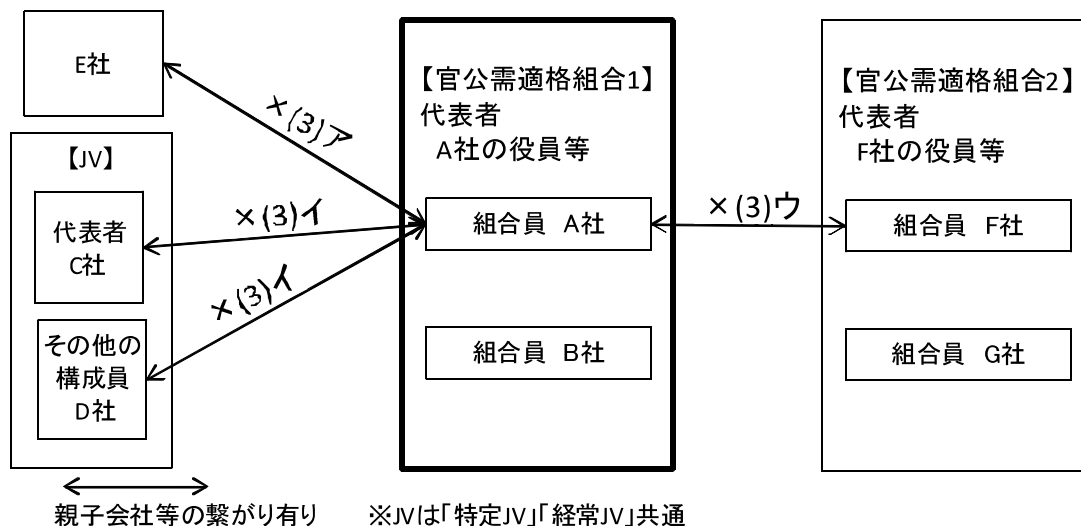 E社
×(3)ア
【JV】
代表者
C社
×(3)イ
その他の
構成員
D社
×(3)イ
【官公需適格組合1】
代表者
A社の役員等
組合員 A社
組合員 B社
×(3)ウ
【官公需適格組合2】
代表者
F社の役員等
組合員 F社
組合員 G社
親子会社等の繋がり有り
※JVは「特定JV」「経常JV」共通